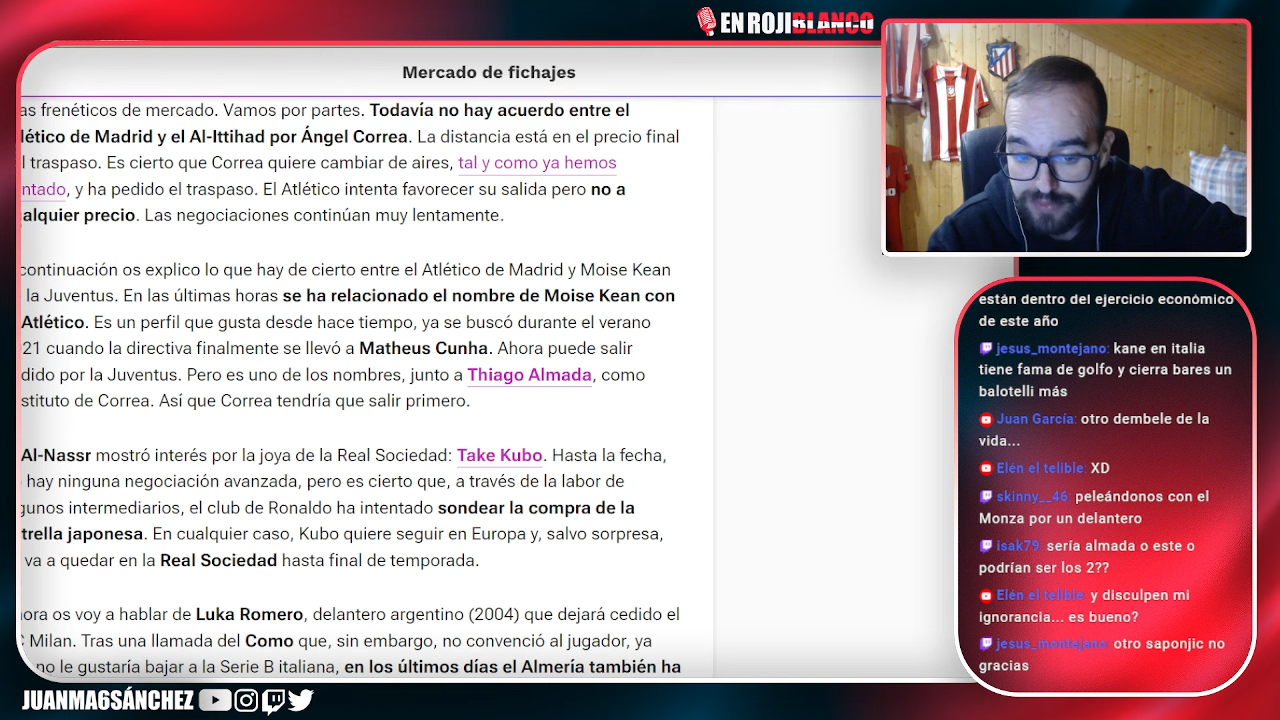 EN ROJIBLANCO
Mercado de fichajes
as frenéticos de mercado. Vamos por partes. Todavía no hay acuerdo entre el
lético de Madrid y el Al-Ittihad por Ángel Correa. La distancia está en el precio final
l traspaso. Es cierto que Correa quiere cambiar de aires, tal y como ya hemos
ntado, y ha pedido el traspaso. El Atlético intenta favorecer su salida pero no a
alquier precio. Las negociaciones continúan muy lentamente.
continuación os explico lo que hay de cierto entre el Atlético de Madrid y Moise Kean
la Juventus. En las últimas horas se ha relacionado el nombre de Moise Kean con
Atlético. Es un perfil que gusta desde hace tiempo, ya se buscó durante el verano
21 cuando la directiva finalmente se llevó a Matheus Cunha. Ahora puede salir
dido por la Juventus. Pero es uno de los nombres, junto a Thiago Almada, como
stituto de Correa. Así que Correa tendría que salir primero.
Al-Nassr mostró interés por la joya de la Real Sociedad: Take Kubo. Hasta la fecha,
hay ninguna negociación avanzada, pero es cierto que, a través de la labor de
gunos intermediarios, el club de Ronaldo ha intentado sondear la compra de la
trella japonesa. En cualquier caso, Kubo quiere seguir en Europa y, salvo sorpresa,
va a quedar en la Real Sociedad hasta final de temporada.
ora os voy a hablar de Luka Romero, delantero argentino (2004) que dejará cedido el
C Milan. Tras una llamada del Como que, sin embargo, no convenció al jugador, ya
no le gustaría bajar a la Serie B italiana, en los últimos días el Almería también ha
están dentro del ejercicio económico
de este año
jesus_montejano: kane en italia
tiene fama de golfo y cierra bares un
balotelli más
Juan García: otro dembele de la
vida...
Elén el telible: XD
skinny__46: peleándonos con el
Monza por un delantero
isak79: sería almada o este o
podrían ser los 2??
Elén el telible: y disculpen mi
ignorancia... es bueno?
jesus_montejano: otro saponjic no
gracias
JUANMA6SÁNCHEZ